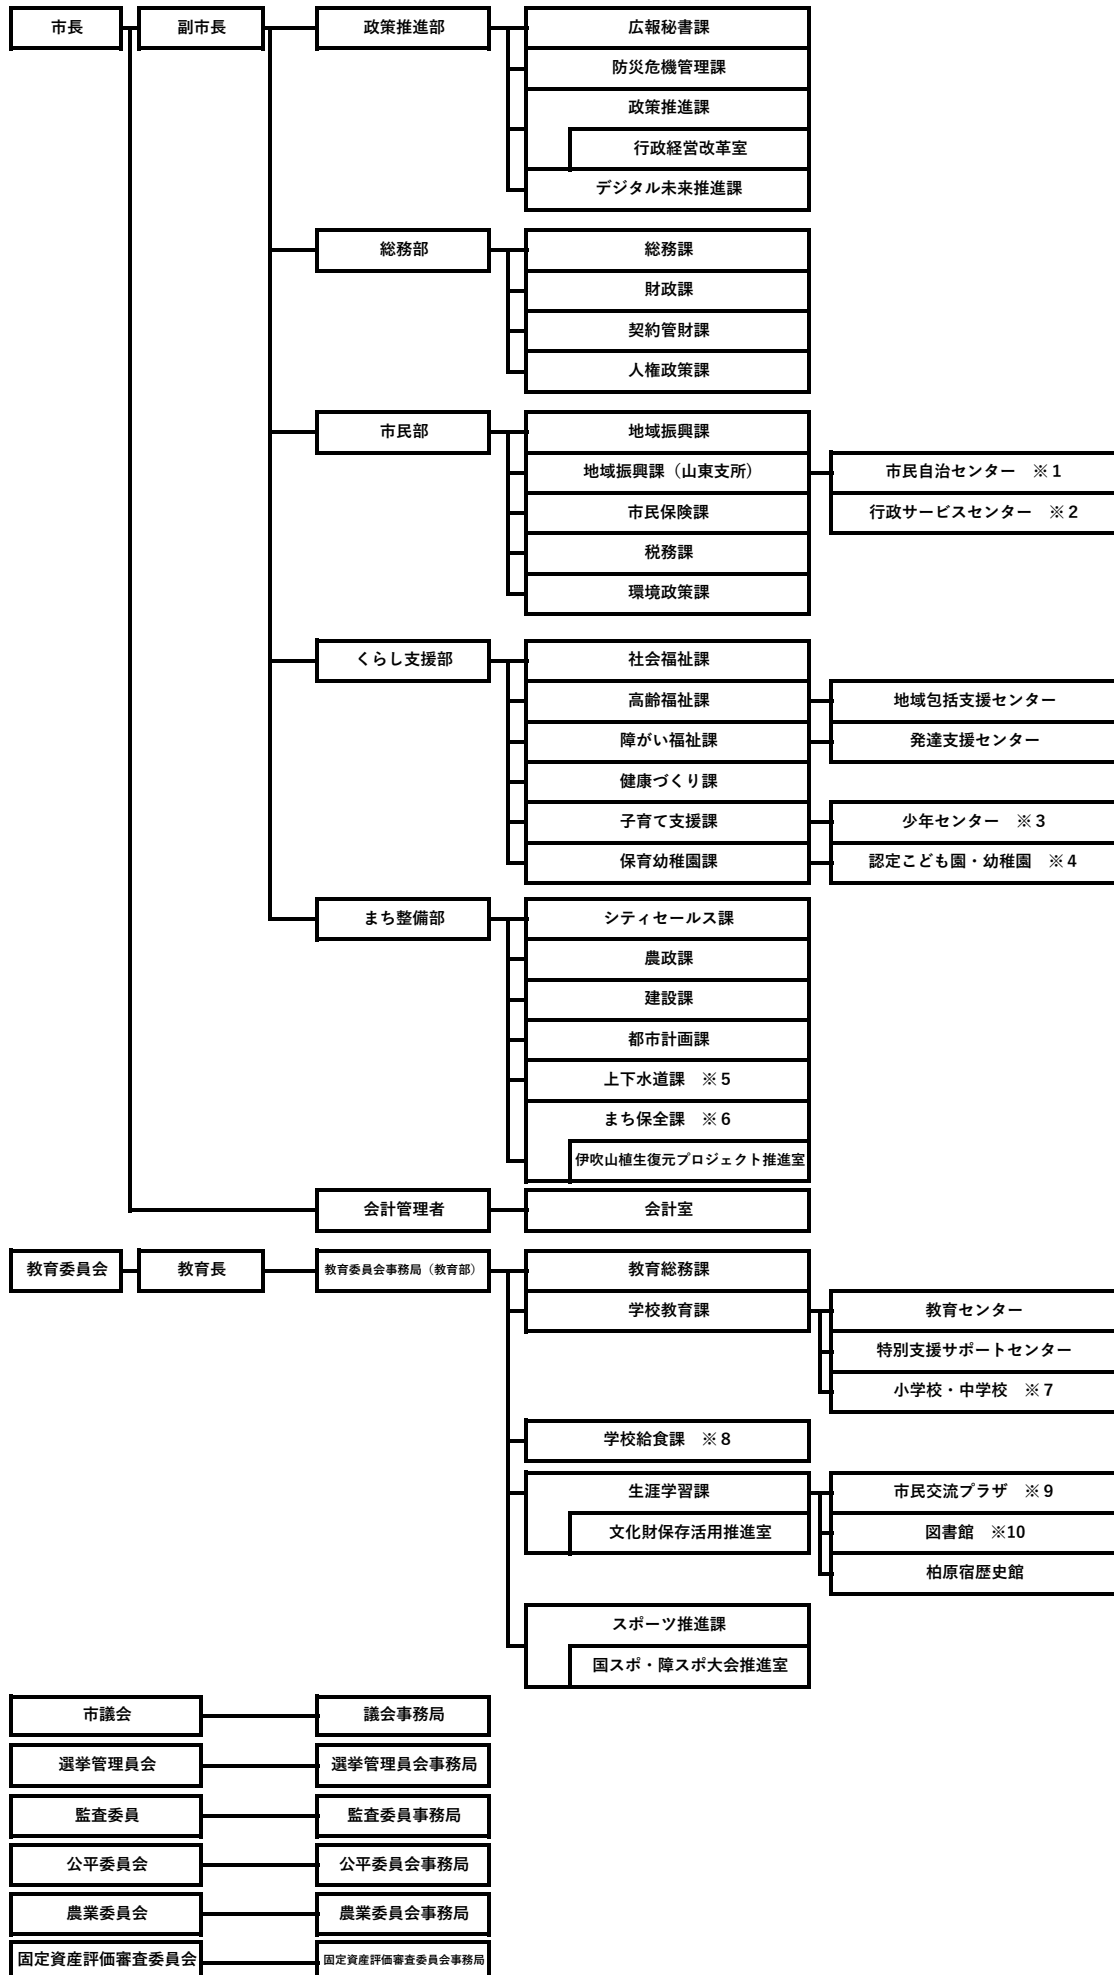 市長
副市長
政策推進部
広報秘書課
防災危機管理課
政策推進課
行政経営改革室
デジタル未来推進課
総務部
総務課
財政課
契約管財課
人権政策課
市民部
地域振興課
地域振興課（山東支所）
市民自治センター　※１
市民保険課
行政サービスセンター　※２
税務課
環境政策課
くらし支援部
社会福祉課
高齢福祉課
地域包括支援センター
障がい福祉課
発達支援センター
健康づくり課
子育て支援課
少年センター　※３
保育幼稚園課
認定こども園・幼稚園　※４
まち整備部
シティセールス課
農政課
建設課
都市計画課
上下水道課　※５
まち保全課　※６
伊吹山植生復元プロジェクト推進室
会計管理者
会計室
教育委員会
教育長
教育委員会事務局（教育部）
教育総務課
学校教育課
教育センター
特別支援サポートセンター
小学校・中学校　※７
学校給食課　※８
生涯学習課
市民交流プラザ　※９
文化財保存活用推進室
図書館　※10
柏原宿歴史館
スポーツ推進課
国スポ・障スポ大会推進室
市議会
議会事務局
選挙管理員会
選挙管理員会事務局
監査委員
監査委員事務局
公平委員会
公平委員会事務局
農業委員会
農業委員会事務局
固定資産評価審査委員会
固定資産評価審査委員会事務局